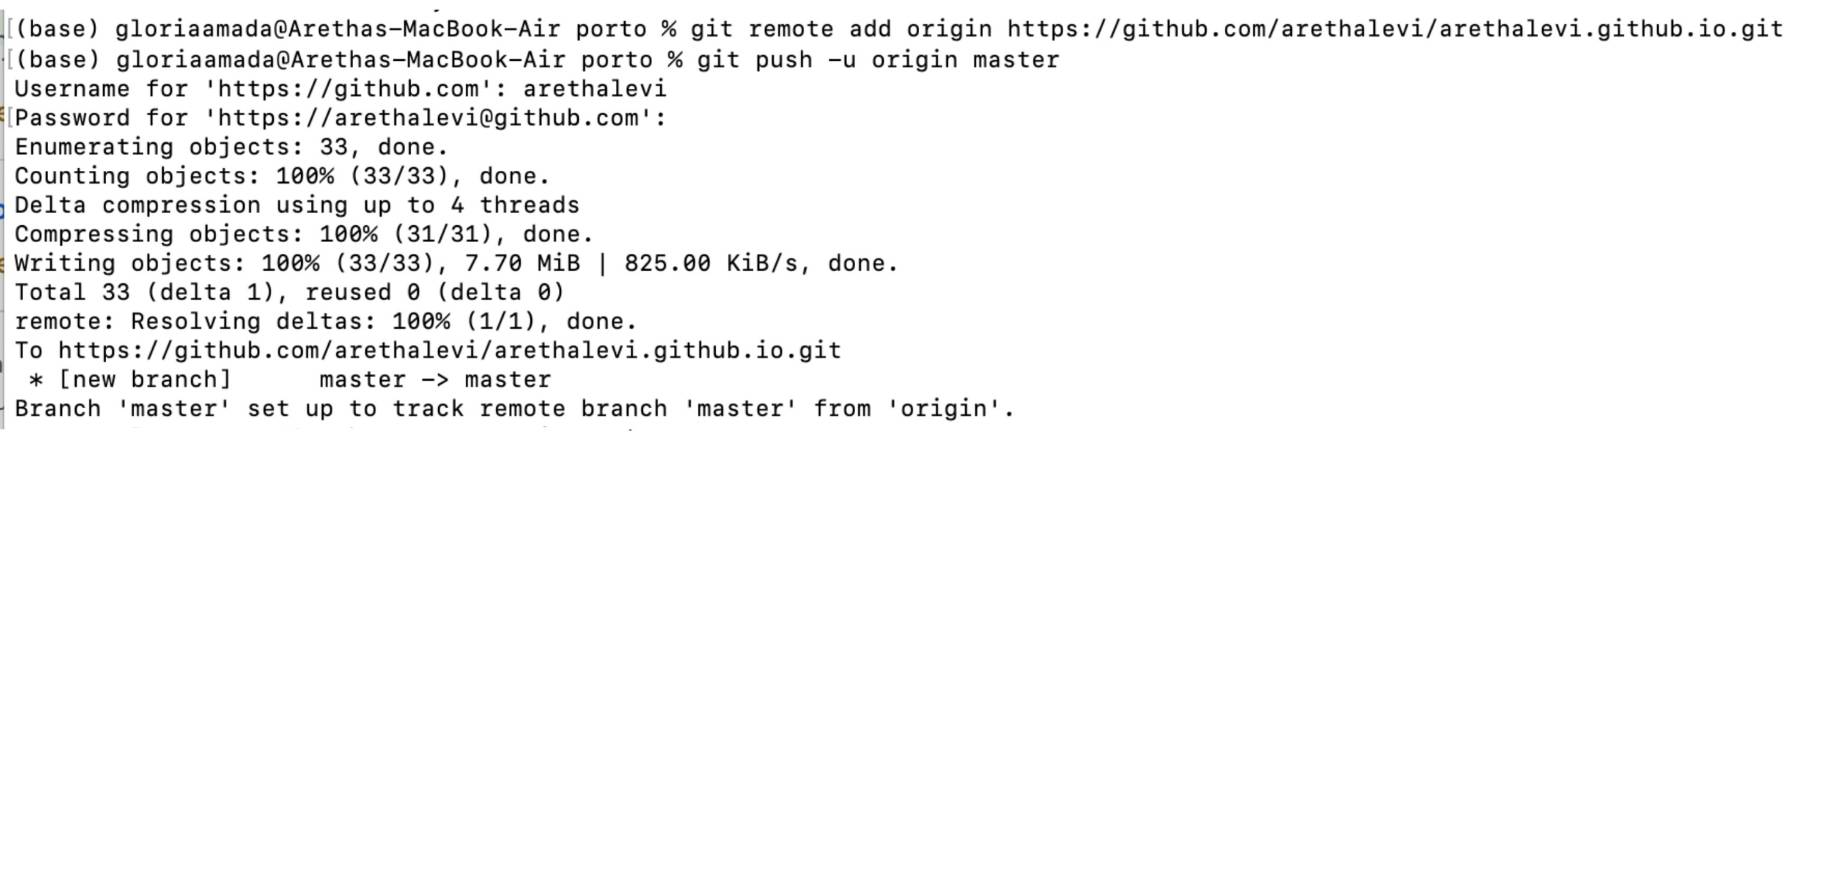 (base) gloriaamada@Arethas-MacBook-Air porto % git remote add origin https://github.com/arethalevi/arethalevi.github.io.git
(base) gloriaamada@Arethas-MacBook-Air porto % git push -u origin master
Username for 'https://github.com': arethalevi
Password for 'https://arethalevi@github.com':
Enumerating objects: 33, done.
Counting objects: 100% (33/33), done.
Delta compression using up to 4 threads
Compressing objects: 100% (31/31), done.
Writing objects: 100% (33/33), 7.70 MiB | 825.00 KiB/s, done.
Total 33 (delta 1), reused 0 (delta 0)
remote: Resolving deltas: 100% (1/1), done.
To https://github.com/arethalevi/arethalevi.github.io.git
 * [new branch]      master -> master
Branch 'master' set up to track remote branch 'master' from 'origin'.